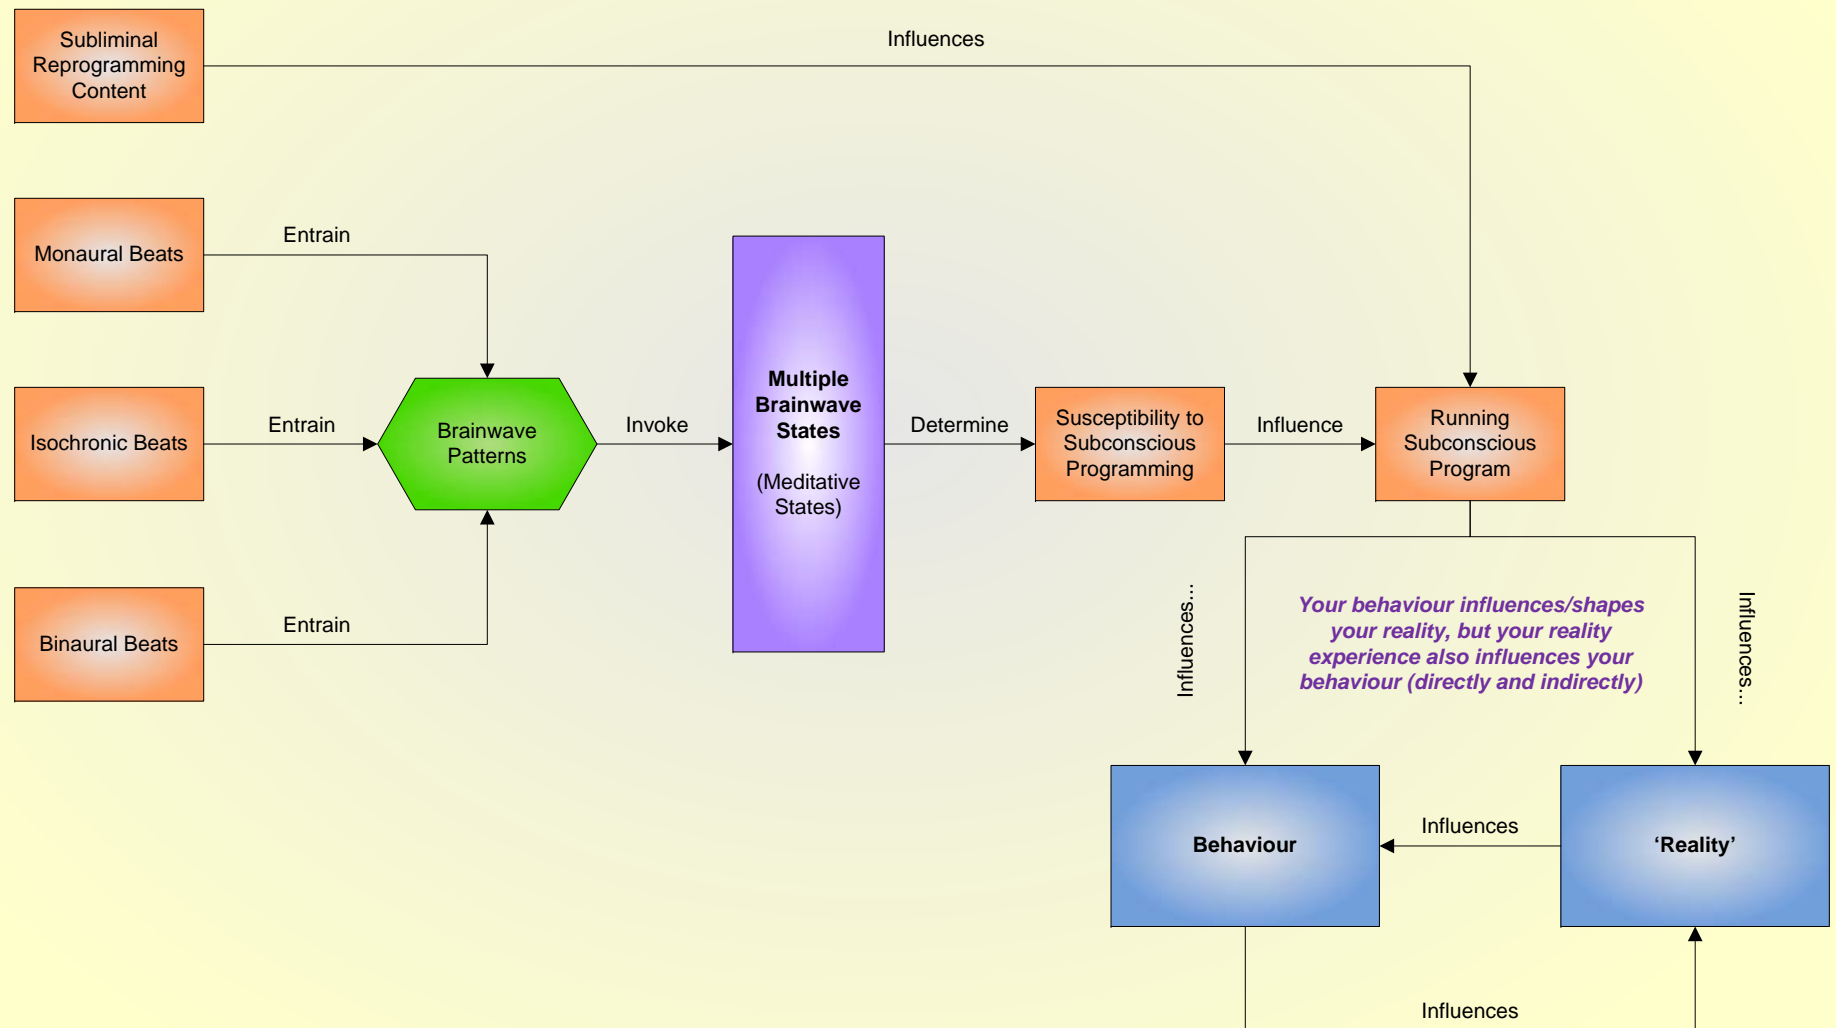 Subliminal
Reprogramming
Content
Influences
Monaural Beats
Entrain
Isochronic Beats
Entrain
Brainwave
Patterns
Invoke
Multiple
Brainwave
States
(Meditative
States)
Determine
Susceptibility to
Subconscious
Programming
Influence
Running
Subconscious
Program
Binaural Beats
Entrain
Influences...
Your behaviour influences/shapes
your reality, but your reality
experience also influences your
behaviour (directly and indirectly)
Influences...
Behaviour
Influences
‘Reality’
Influences